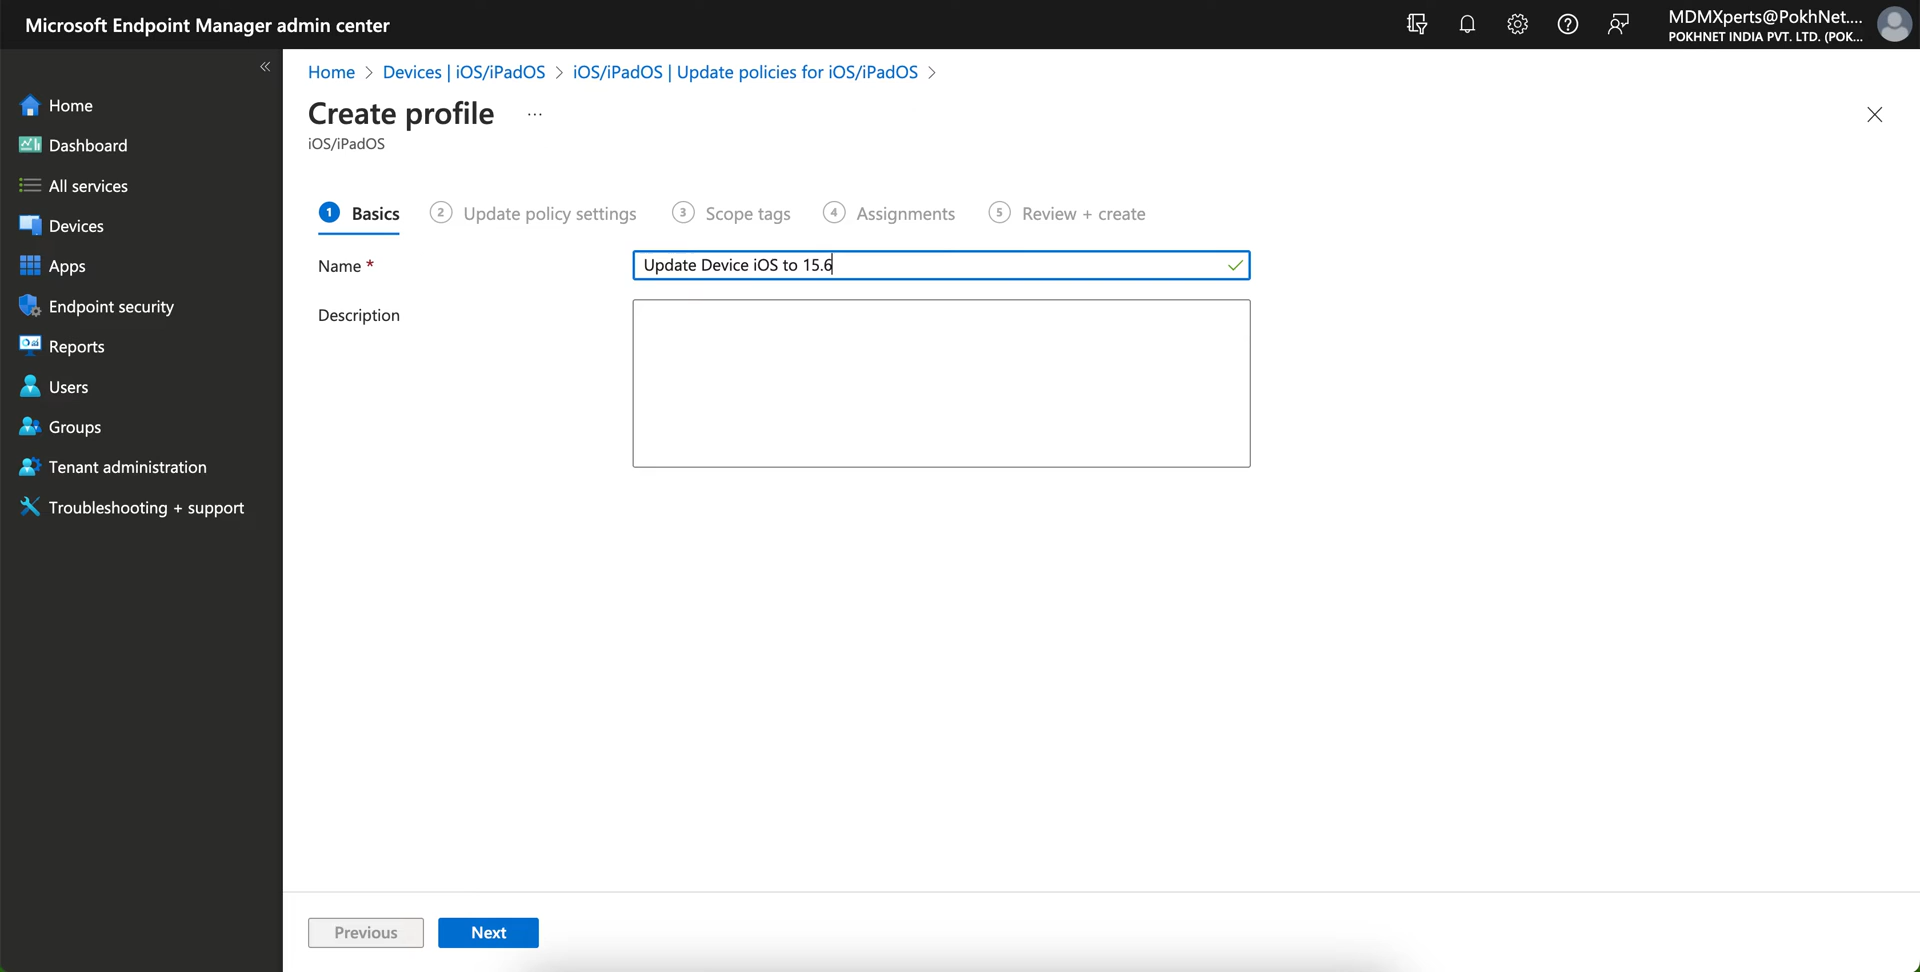 Microsoft Endpoint Manager admin center
MDMXperts@PokhNet....
POKHNET INDIA PVT. LTD. (POK...
«
Home
Dashboard
All services
Devices
Apps
Endpoint security
Reports
Users
Groups
Tenant administration
Troubleshooting + support
Home > Devices | iOS/iPadOS > iOS/iPadOS | Update policies for iOS/iPadOS >
Create profile ...
iOS/iPadOS
1 Basics 2 Update policy settings 3 Scope tags 4 Assignments 5 Review + create
Name * Update Device iOS to 15.6
Description
Previous Next